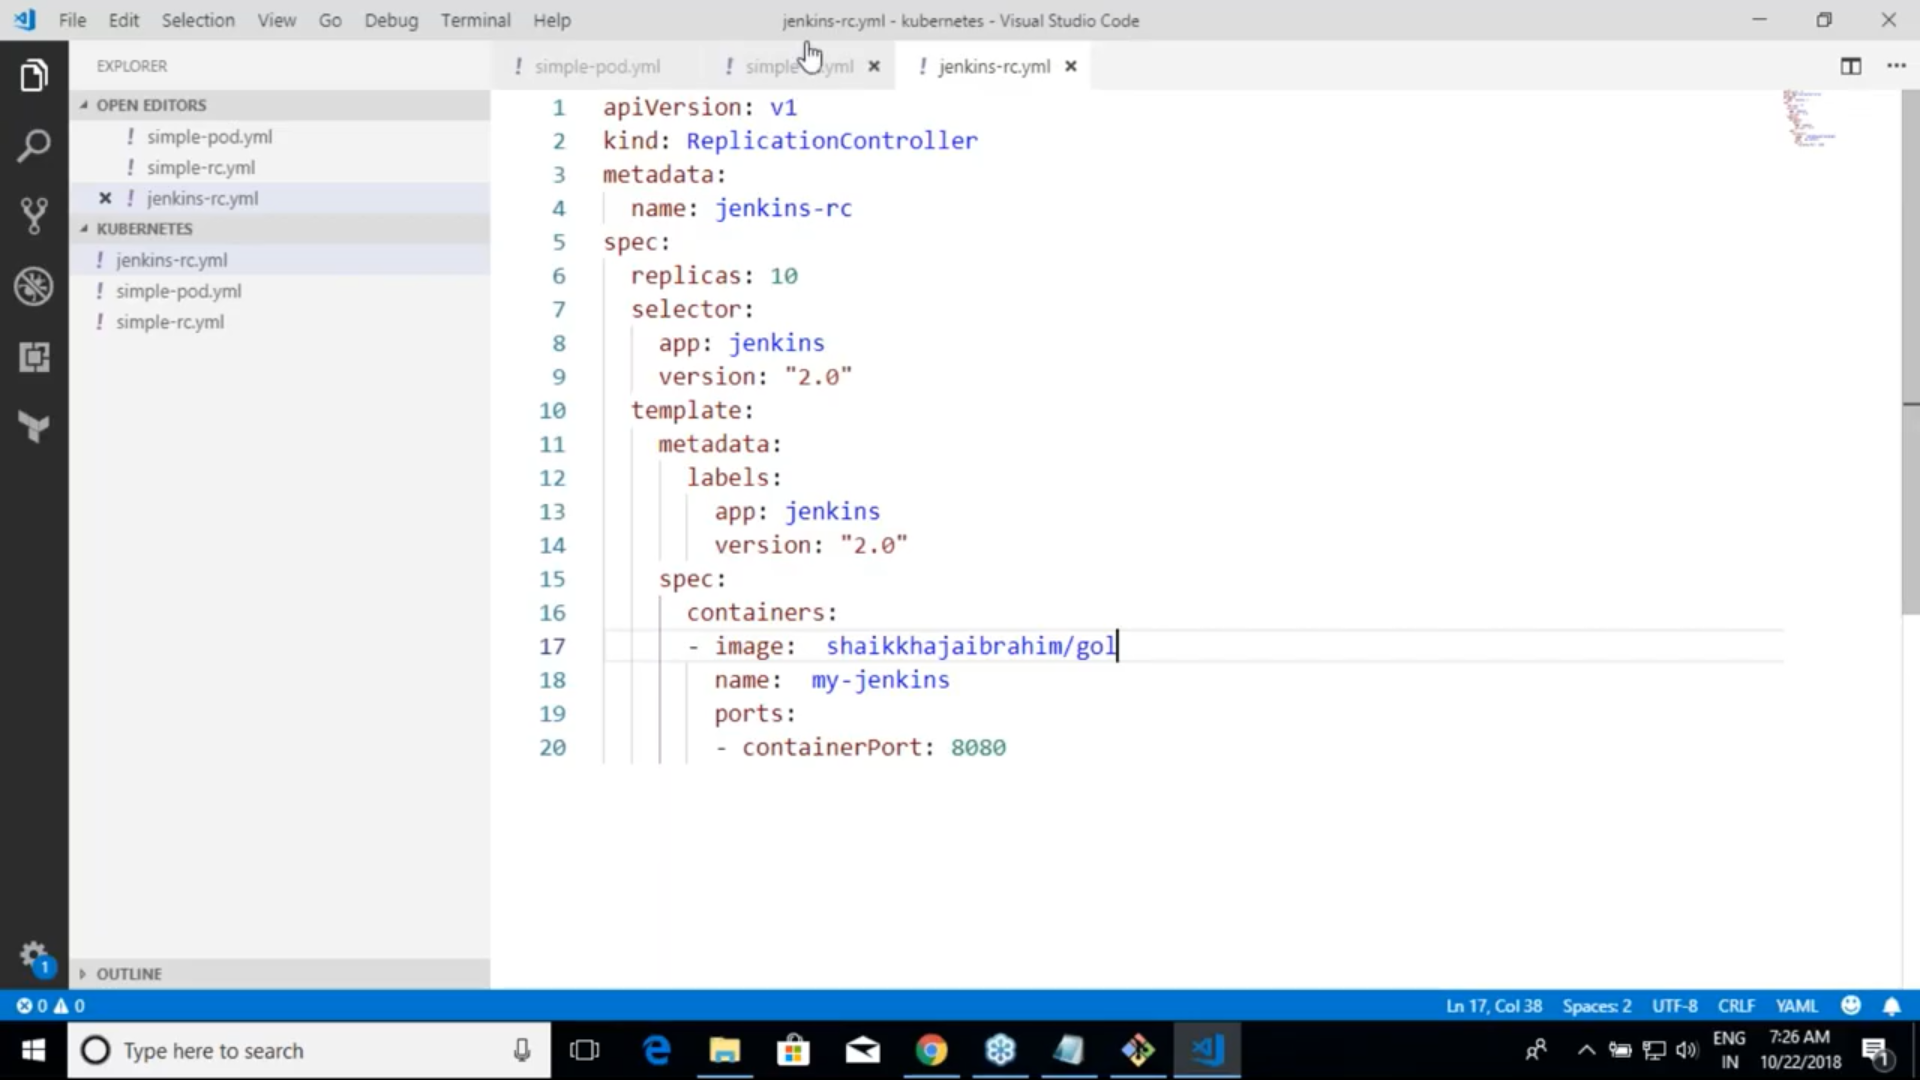 File Edit Selection View Go Debug Terminal Help
jenkins-rc.yml - kubernetes - Visual Studio Code
EXPLORER
OPEN EDITORS
! simple-pod.yml
! simple-rc.yml
! jenkins-rc.yml
KUBERNETES
! jenkins-rc.yml
! simple-pod.yml
! simple-rc.yml
OUTLINE
! simple-pod.yml ! simple yml ! jenkins-rc.yml
1 apiVersion: v1
2 kind: ReplicationController
3 metadata:
4 name: jenkins-rc
5 spec:
6 replicas: 10
7 selector:
8 app: jenkins
9 version: "2.0"
10 template:
11 metadata:
12 labels:
13 app: jenkins
14 version: "2.0"
15 spec:
16 containers:
17 - image:  shaikkhajaibrahim/gol
18 name:  my-jenkins
19 ports:
20 - containerPort: 8080
1
0 0
Ln 17, Col 38 Spaces: 2 UTF-8 CRLF YAML
Type here to search
ENG
IN
7:26 AM
10/22/2018
1